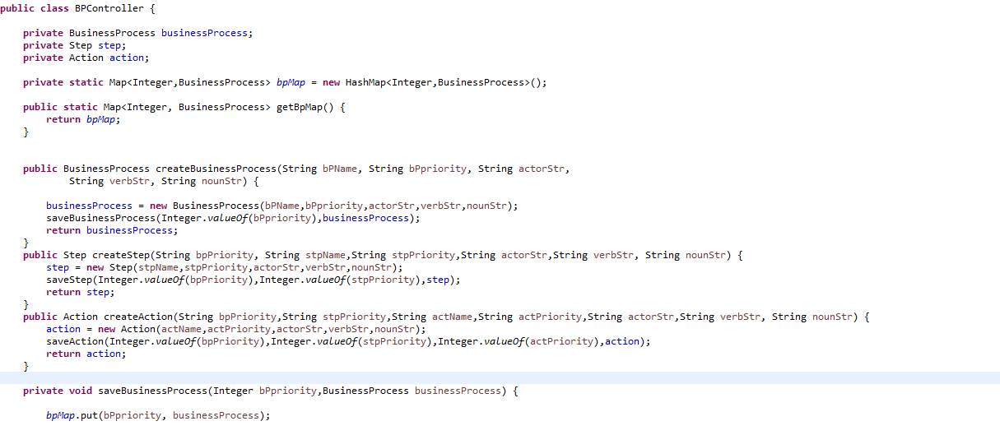 public class BPController {
private BusinessProcess businessProcess;
private Step step;
private Action action;
private static Map<Integer,BusinessProcess> bpMap = new HashMap<Integer,BusinessProcess>();
public static Map<Integer, BusinessProcess> getBpMap() {
return bpMap;
}
public BusinessProcess createBusinessProcess(String bPName, String bPpriority, String actorStr,
String verbStr, String nounStr) {
businessProcess = new BusinessProcess(bPName,bPpriority,actorStr,verbStr,nounStr);
saveBusinessProcess(Integer.valueOf(bPpriority),businessProcess);
return businessProcess;
}
public Step createStep(String bpPriority, String stpName,String stpPriority,String actorStr,String verbStr, String nounStr) {
step = new Step(stpName,stpPriority,actorStr,verbStr,nounStr);
saveStep(Integer.valueOf(bpPriority),Integer.valueOf(stpPriority),step);
return step;
}
public Action createAction(String bpPriority,String stpPriority,String actName,String actPriority,String actorStr,String verbStr, String nounStr) {
action = new Action(actName,actPriority,actorStr,verbStr,nounStr);
saveAction(Integer.valueOf(bpPriority),Integer.valueOf(stpPriority),Integer.valueOf(actPriority),action);
return action;
}
private void saveBusinessProcess(Integer bPpriority,BusinessProcess businessProcess) {
bpMap.put(bPpriority, businessProcess);